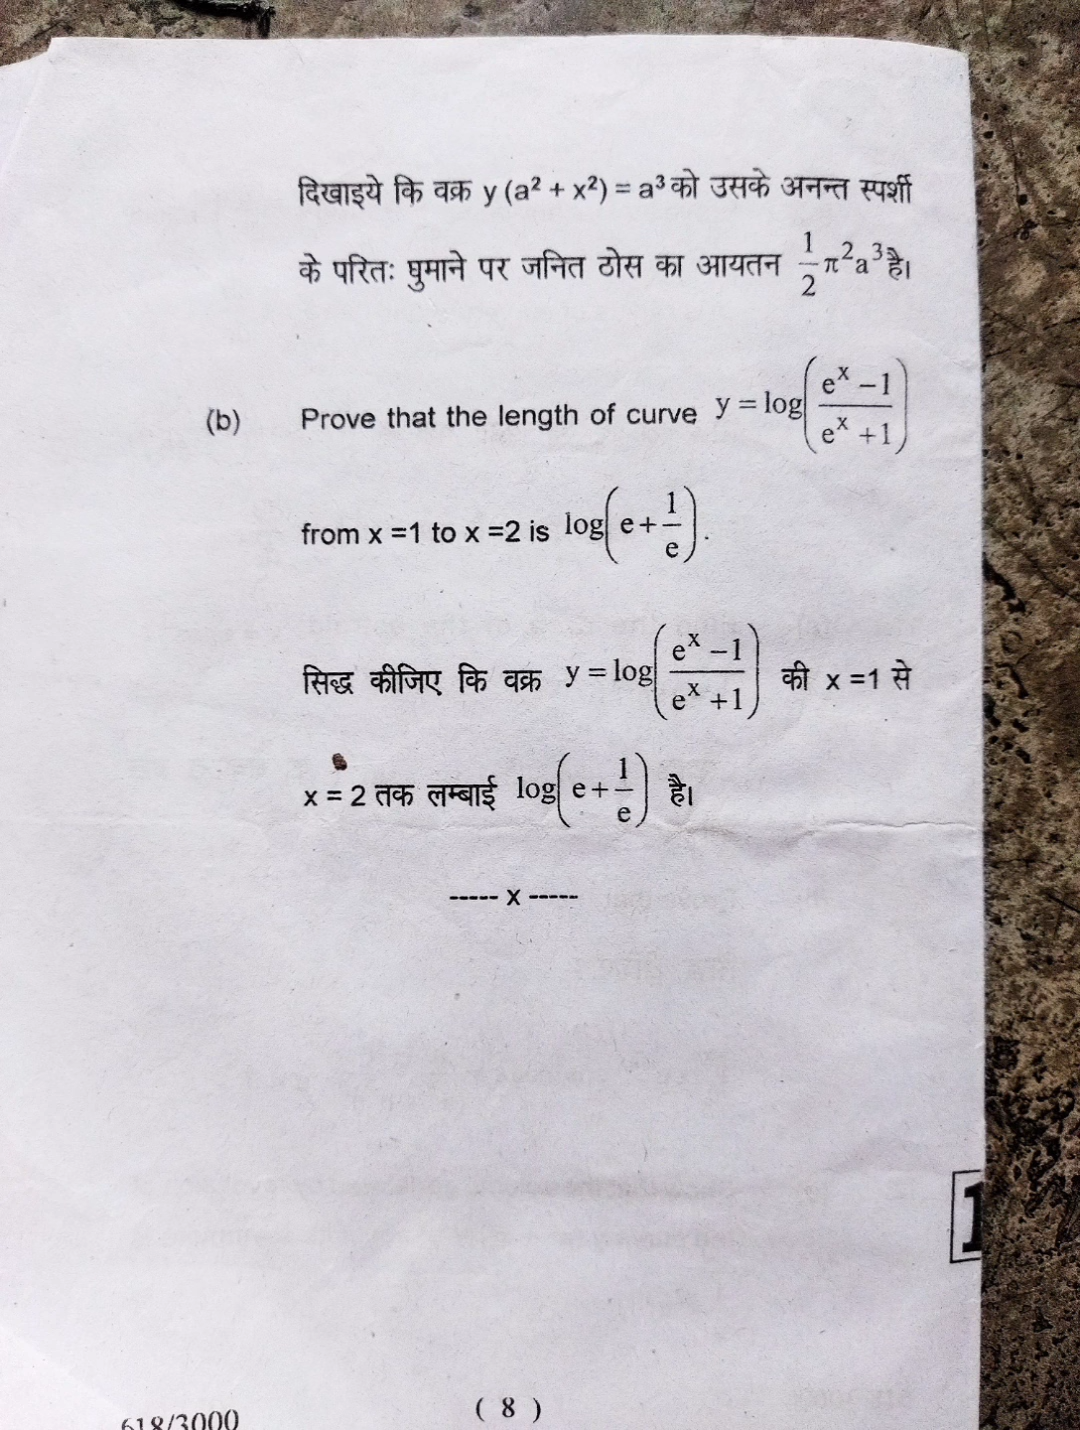 दिखाइये कि वक्र y (a² + x²) = a³ को उसके अनन्त स्पर्शी
के परितः घुमाने पर जनित ठोस का आयतन 1/2 π²a³ है।
(b) Prove that the length of curve y = log((eˣ − 1)/(eˣ + 1))
from x =1 to x =2 is log(e + 1/e).
सिद्ध कीजिए कि वक्र y = log((eˣ − 1)/(eˣ + 1)) की x =1 से
x = 2 तक लम्बाई log(e + 1/e) है।
----- x -----
( 8 )
618/3000